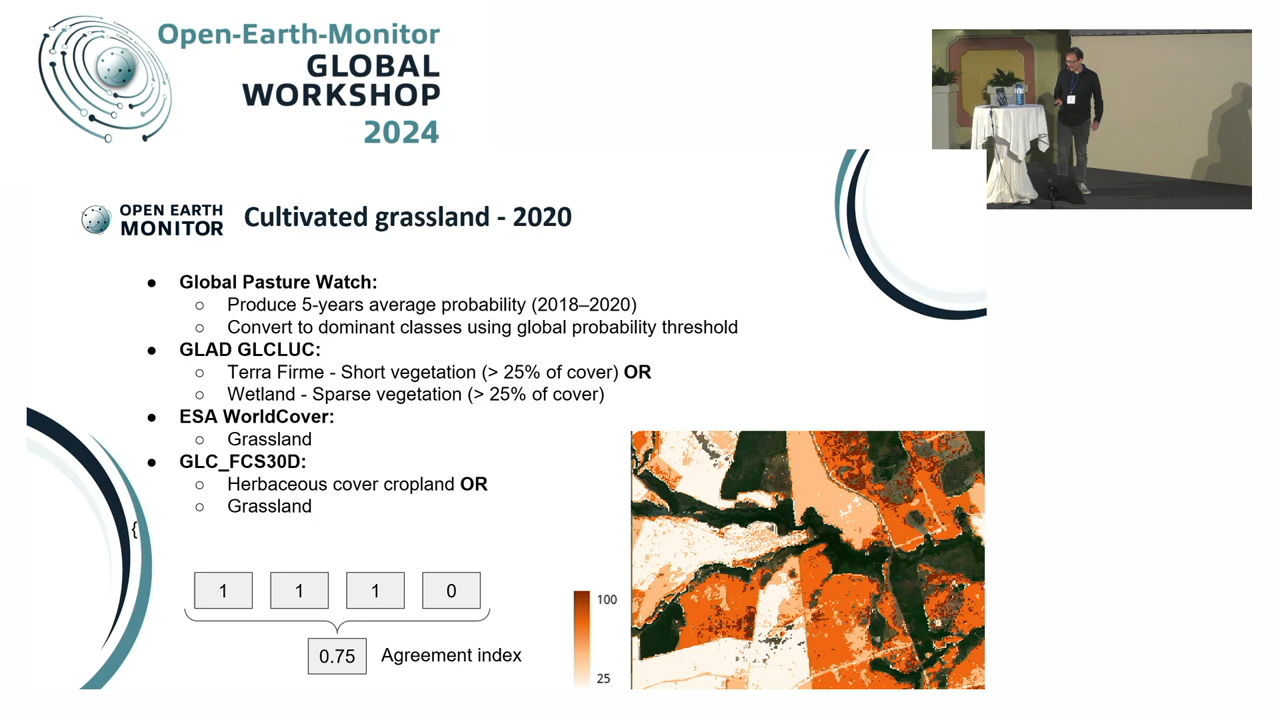 Open-Earth-Monitor
GLOBAL
WORKSHOP
2024
OPEN EARTH
MONITOR
Cultivated grassland - 2020
● Global Pasture Watch:
○ Produce 5-years average probability (2018–2020)
○ Convert to dominant classes using global probability threshold
● GLAD GLCLUC:
○ Terra Firme - Short vegetation (> 25% of cover) OR
○ Wetland - Sparse vegetation (> 25% of cover)
● ESA WorldCover:
○ Grassland
● GLC_FCS30D:
○ Herbaceous cover cropland OR
○ Grassland
{
1 1 1 0
0.75 Agreement index
100
25